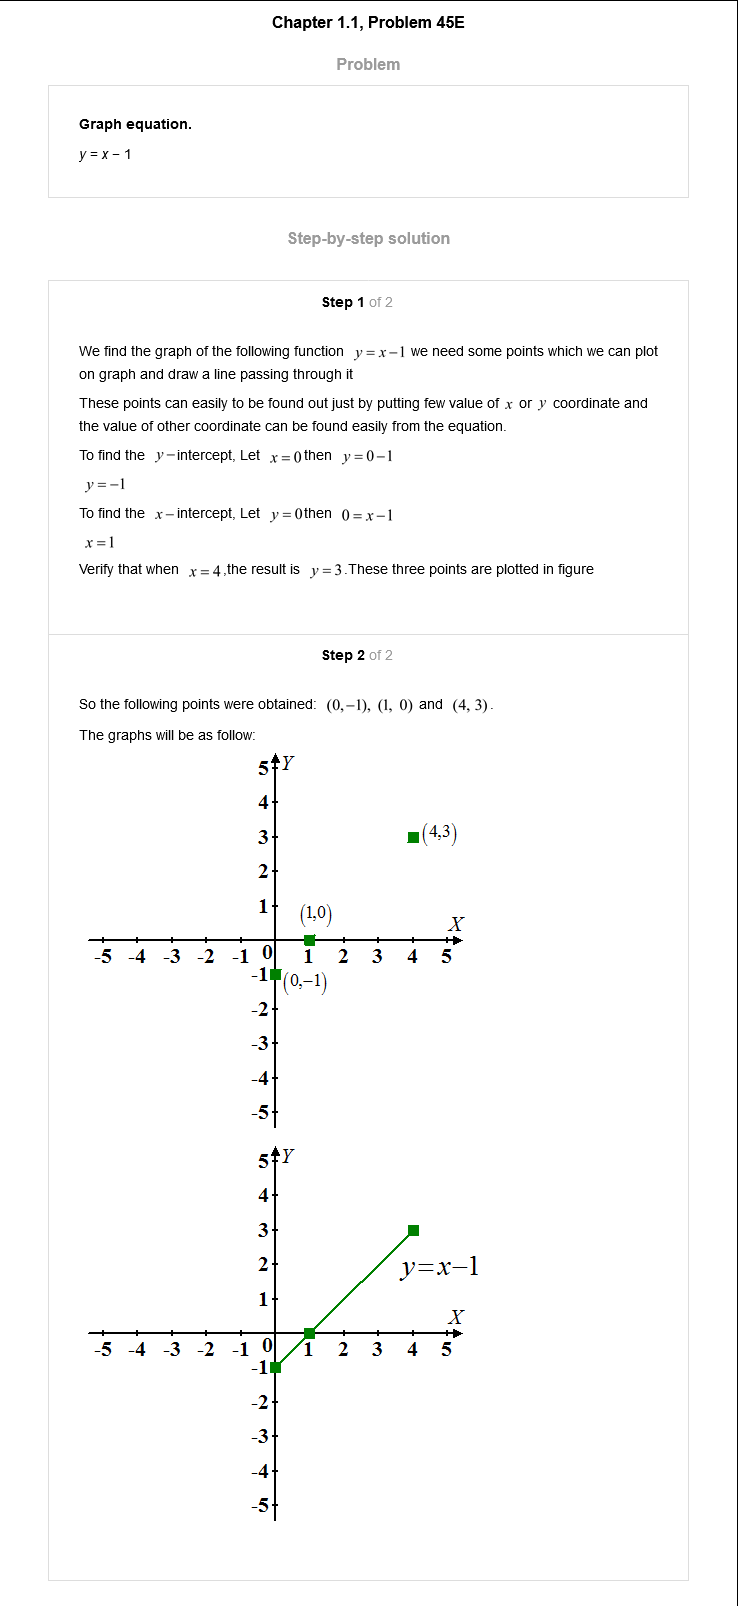 Chapter 1.1, Problem 45E
Problem
Graph equation.
y = x − 1
Step-by-step solution
Step 1 of 2
We find the graph of the following function y = x − 1 we need some points which we can plot
on graph and draw a line passing through it
These points can easily to be found out just by putting few value of x or y coordinate and
the value of other coordinate can be found easily from the equation.
To find the y − intercept, Let x = 0 then y = 0 − 1
y = −1
To find the x − intercept, Let y = 0 then 0 = x − 1
x = 1
Verify that when x = 4 ,the result is y = 3 .These three points are plotted in figure
Step 2 of 2
So the following points were obtained: (0, −1), (1, 0) and (4, 3).
The graphs will be as follow:
5 Y
4
3 (4,3)
2
1 (1,0)
X
-5 -4 -3 -2 -1 0 1 2 3 4 5
-1 (0,−1)
-2
-3
-4
-5
5 Y
4
3
2 y=x−1
1
X
-5 -4 -3 -2 -1 0 1 2 3 4 5
-1
-2
-3
-4
-5